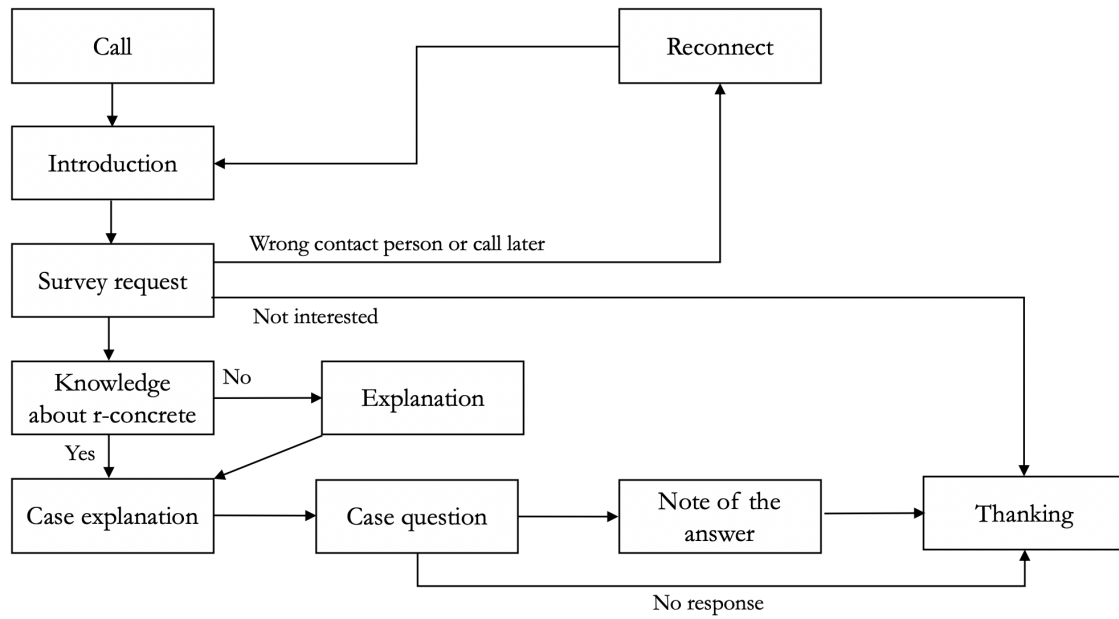 Call
Reconnect
Introduction
Wrong contact person or call later
Survey request
Not interested
Knowledge
about r-concrete
No
Explanation
Yes
Case explanation
Case question
Note of the
answer
Thanking
No response